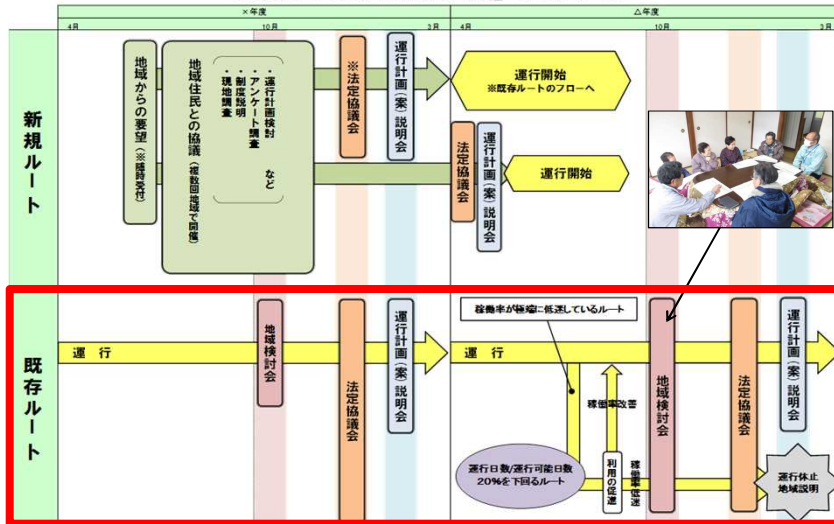 ×年度
△年度
4月
10月
3月
4月
10月
3月
新規ルート
地域からの要望(※随時受付)
地域住民との協議(複数回地域で開催)
・運行計画検討
・アンケート調査
・制度説明
・現地調査
など
※法定協議会
運行計画(案)説明会
運行開始
※既存ルートのフローへ
法定協議会
運行計画(案)説明会
運行開始
既存ルート
運 行
地域検討会
法定協議会
運行計画(案)説明会
稼働率が極端に低迷しているルート
運 行
稼働率改善
運行日数/運行可能日数
20%を下回るルート
利用の促進
稼働率低迷
地域検討会
法定協議会
運行計画(案)説明会
運行休止
地域説明